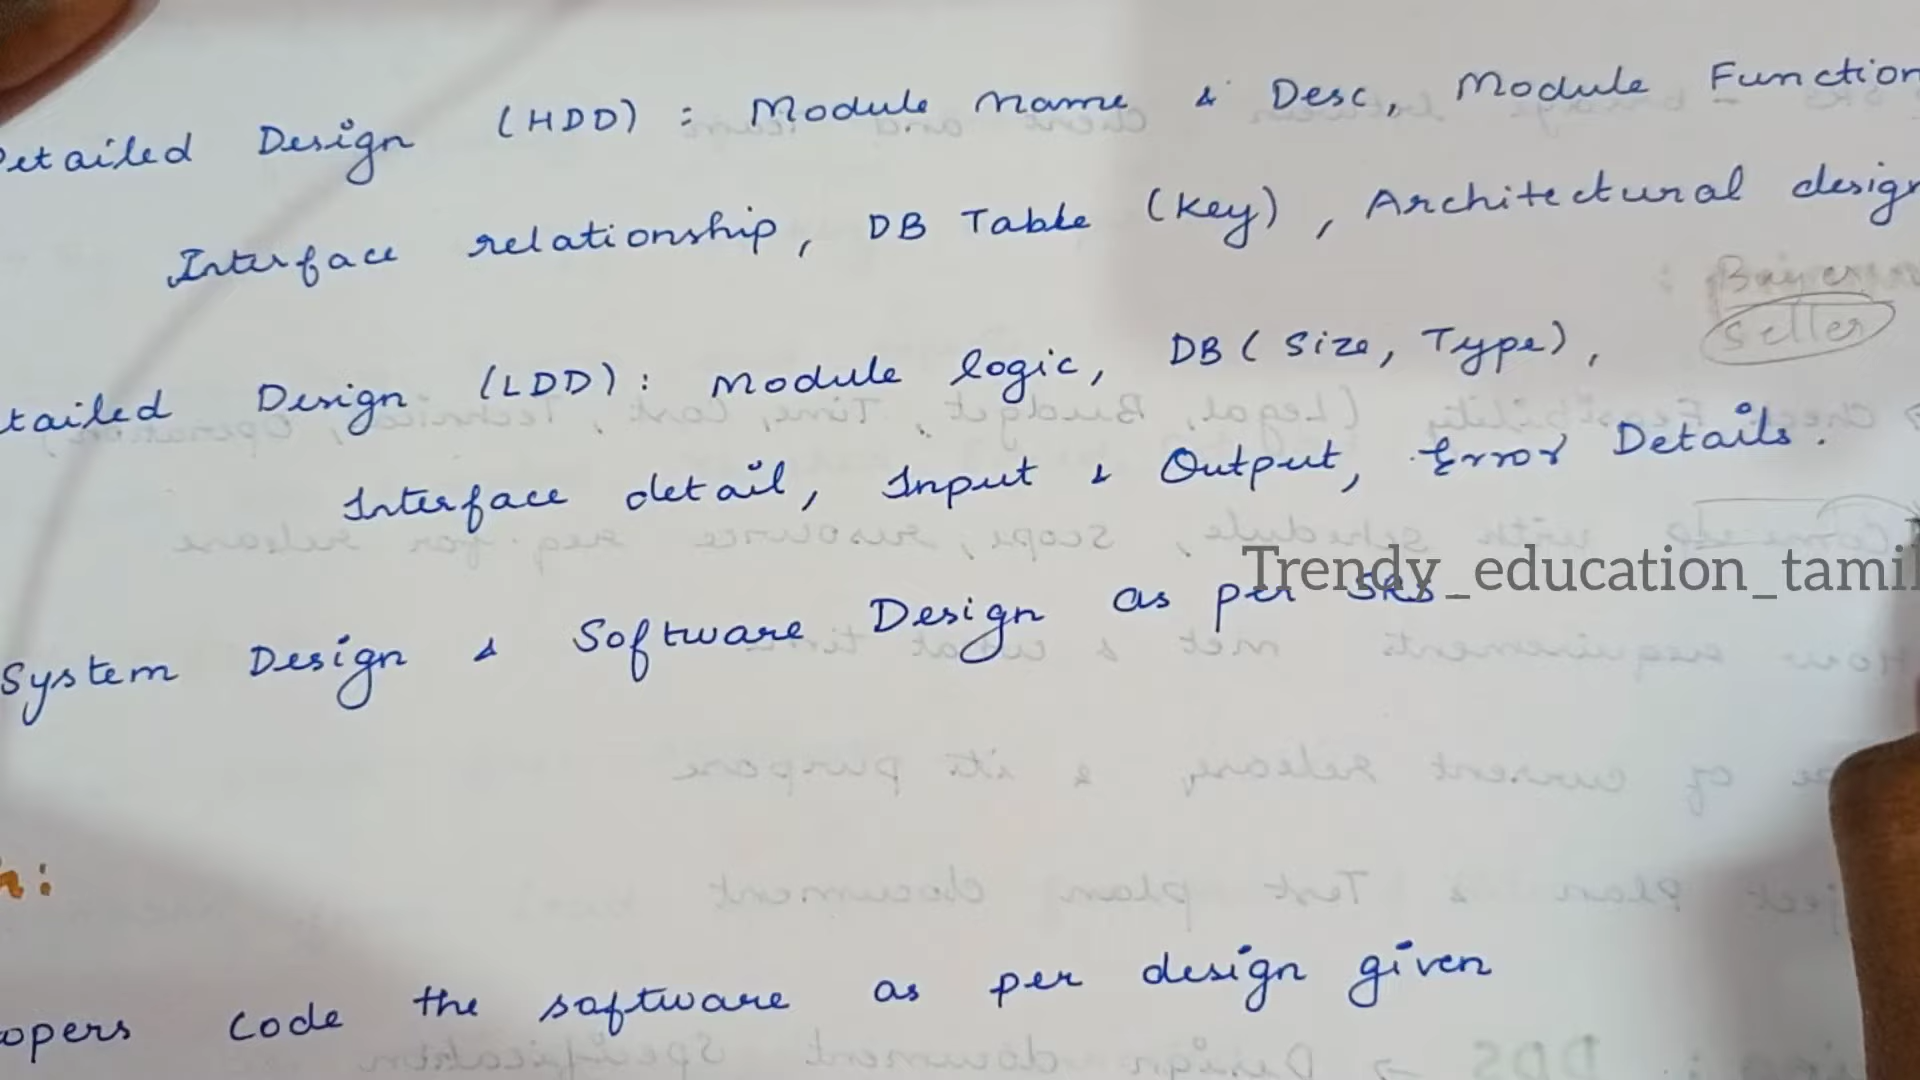 Detailed Design (HDD) : Module Name & Desc, Module Function
Interface relationship, DB Table (Key), Architectural design
Bayer
Seller
tailed Design (LDD) : Module logic, DB (Size, Type),
Interface detail, Input & Output, Error Details.
Trendy_education_tamil
System Design & Software Design as per SRS
n:
opers Code the software as per design given